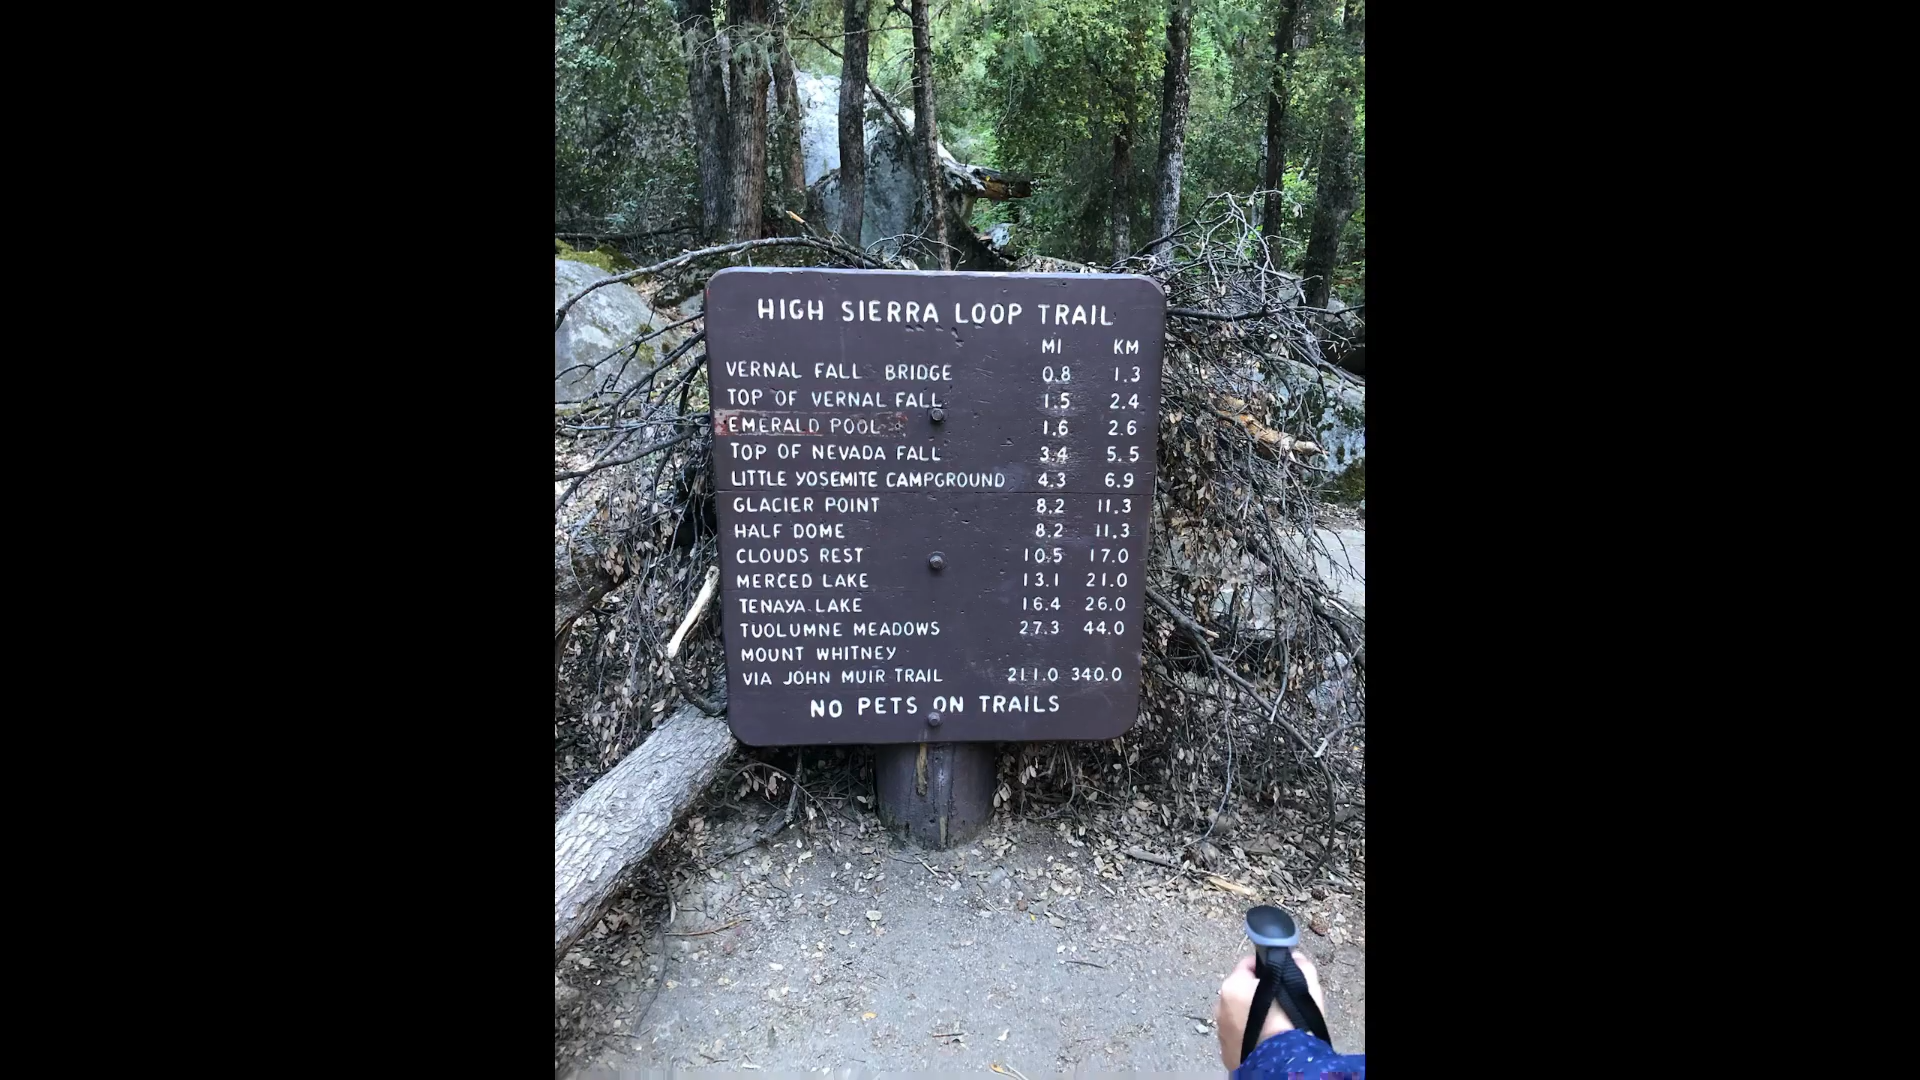 HIGH SIERRA LOOP TRAIL
MI KM
VERNAL FALL BRIDGE 0.8 1.3
TOP OF VERNAL FALL 1.5 2.4
EMERALD POOL 1.6 2.6
TOP OF NEVADA FALL 3.4 5.5
LITTLE YOSEMITE CAMPGROUND 4.3 6.9
GLACIER POINT 8.2 11.3
HALF DOME 8.2 11.3
CLOUDS REST 10.5 17.0
MERCED LAKE 13.1 21.0
TENAYA LAKE 16.4 26.0
TUOLUMNE MEADOWS 27.3 44.0
MOUNT WHITNEY
VIA JOHN MUIR TRAIL 211.0 340.0
NO PETS ON TRAILS